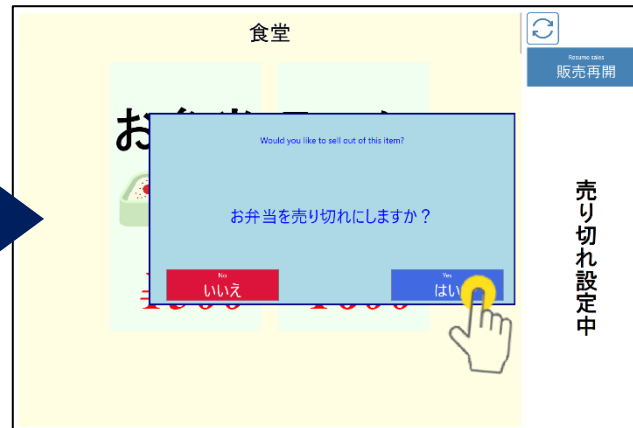 食堂
Resume sales
販売再開
Would you like to sell out of this item?
お弁当を売り切れにしますか？
No
いいえ
Yes
はい
売り切れ設定中